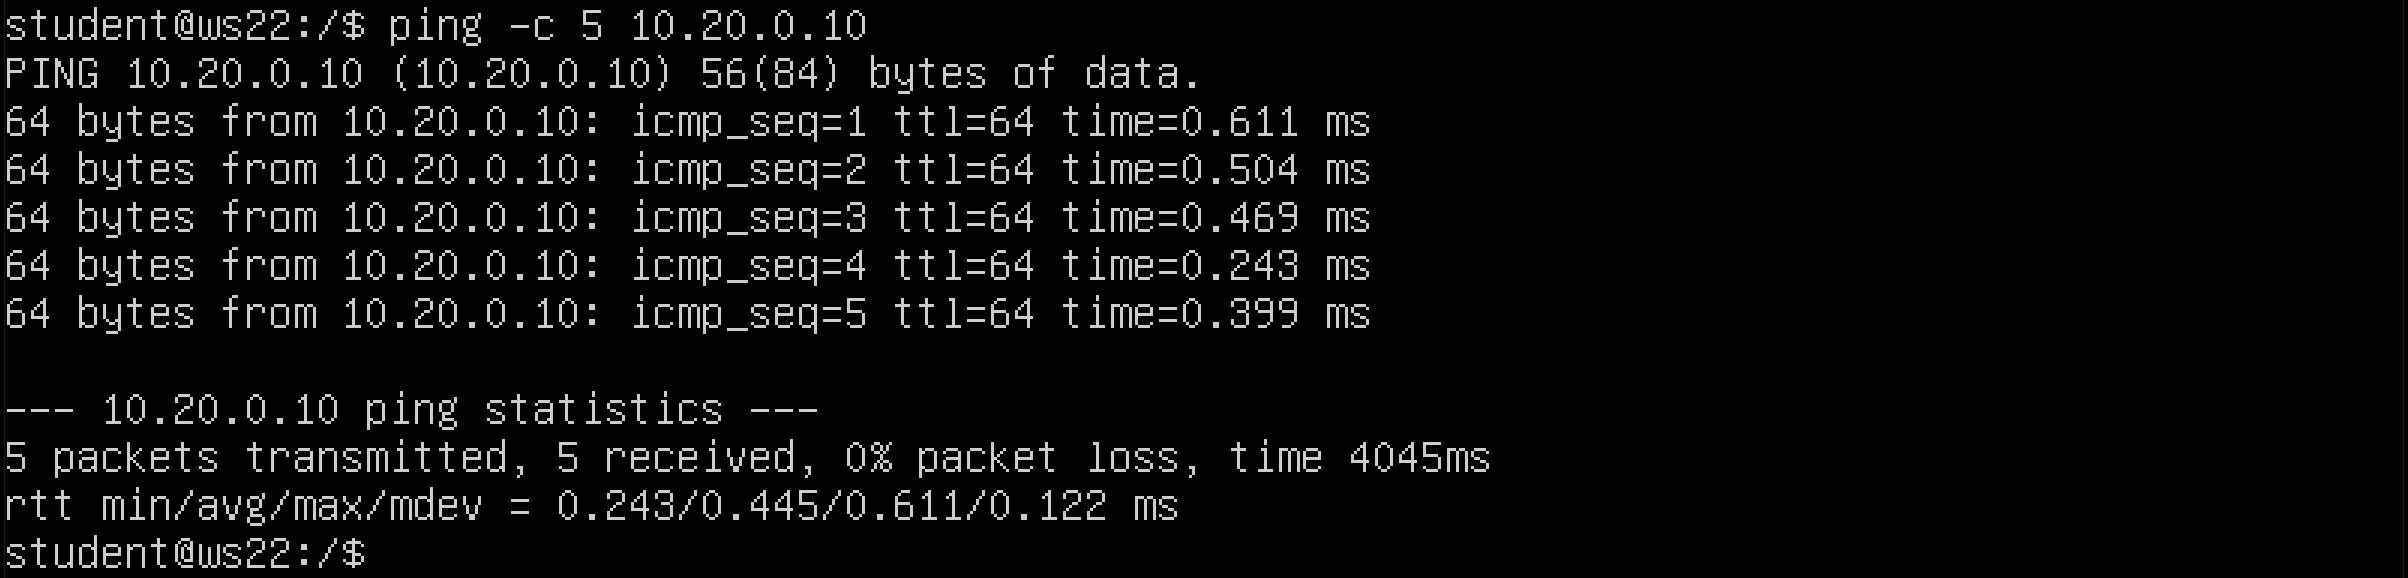 student@ws22:/$ ping -c 5 10.20.0.10
PING 10.20.0.10 (10.20.0.10) 56(84) bytes of data.
64 bytes from 10.20.0.10: icmp_seq=1 ttl=64 time=0.611 ms
64 bytes from 10.20.0.10: icmp_seq=2 ttl=64 time=0.504 ms
64 bytes from 10.20.0.10: icmp_seq=3 ttl=64 time=0.469 ms
64 bytes from 10.20.0.10: icmp_seq=4 ttl=64 time=0.243 ms
64 bytes from 10.20.0.10: icmp_seq=5 ttl=64 time=0.399 ms
--- 10.20.0.10 ping statistics ---
5 packets transmitted, 5 received, 0% packet loss, time 4045ms
rtt min/avg/max/mdev = 0.243/0.445/0.611/0.122 ms
student@ws22:/$